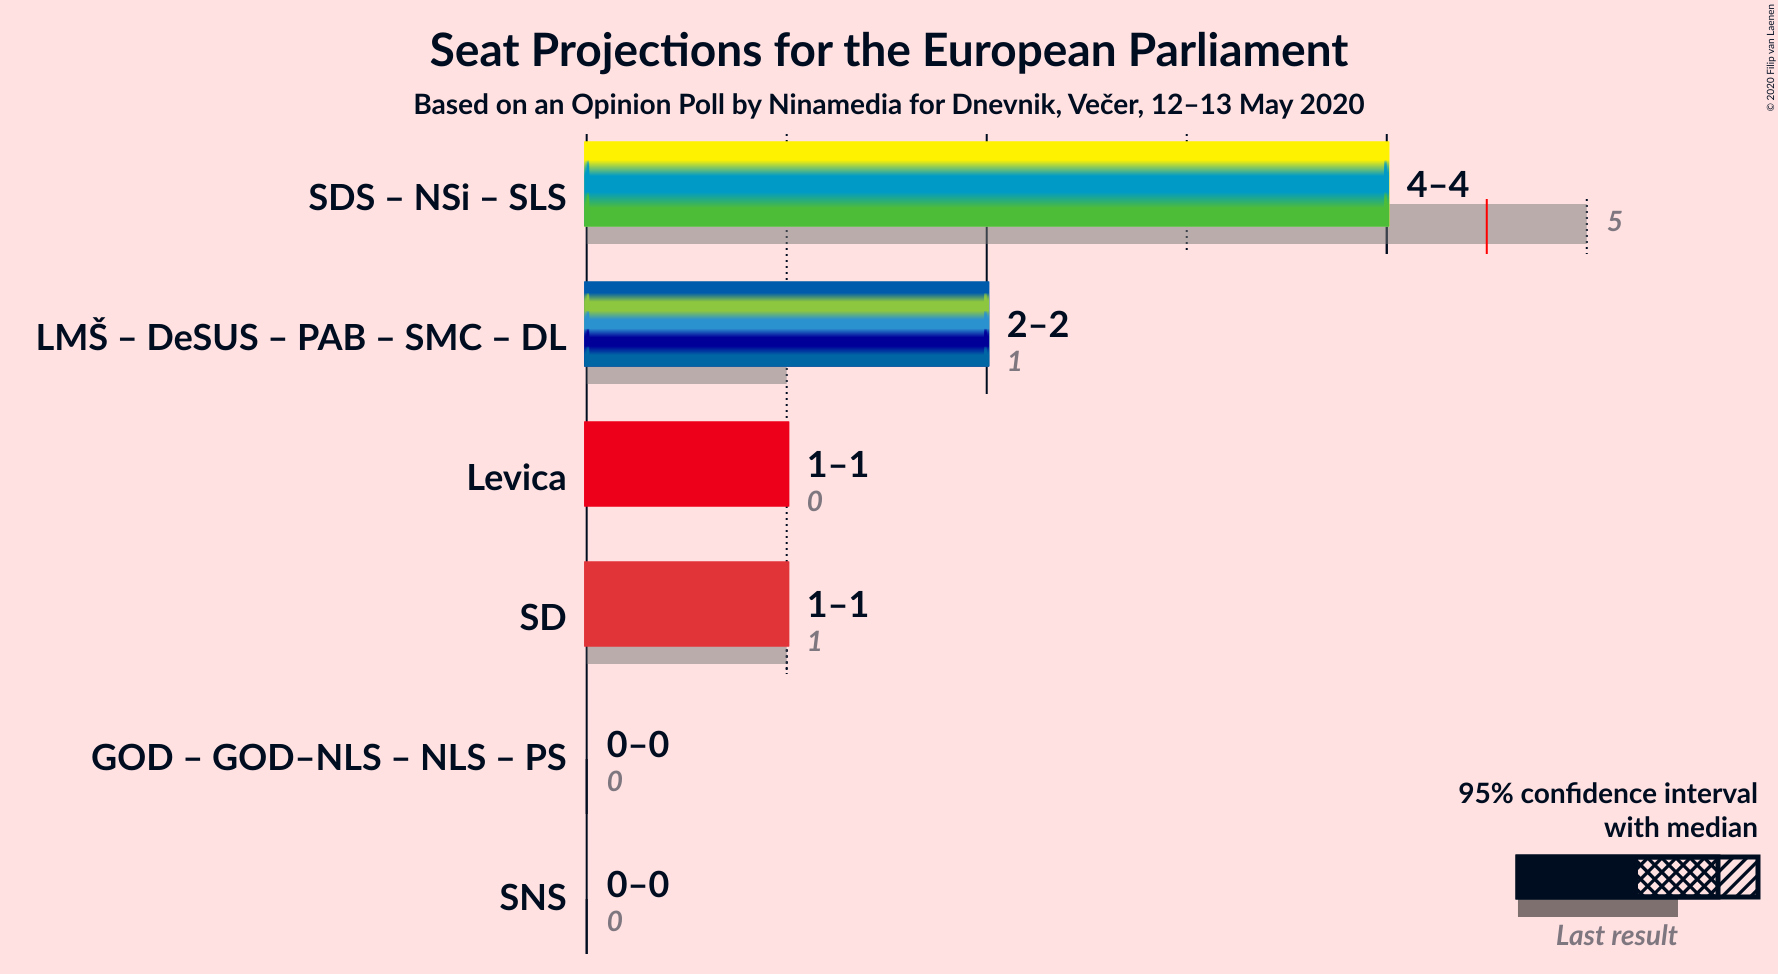 Seat Projections for the European Parliament
Based on an Opinion Poll by Ninamedia for Dnevnik, Večer, 12–13 May 2020
© 2020 Filip van Laenen
SDS – NSi – SLS
4–4
5
LMŠ – DeSUS – PAB – SMC – DL
2–2
1
Levica
1–1
0
SD
1–1
1
GOD – GOD–NLS – NLS – PS
0–0
0
SNS
0–0
0
95% confidence interval
with median
Last result